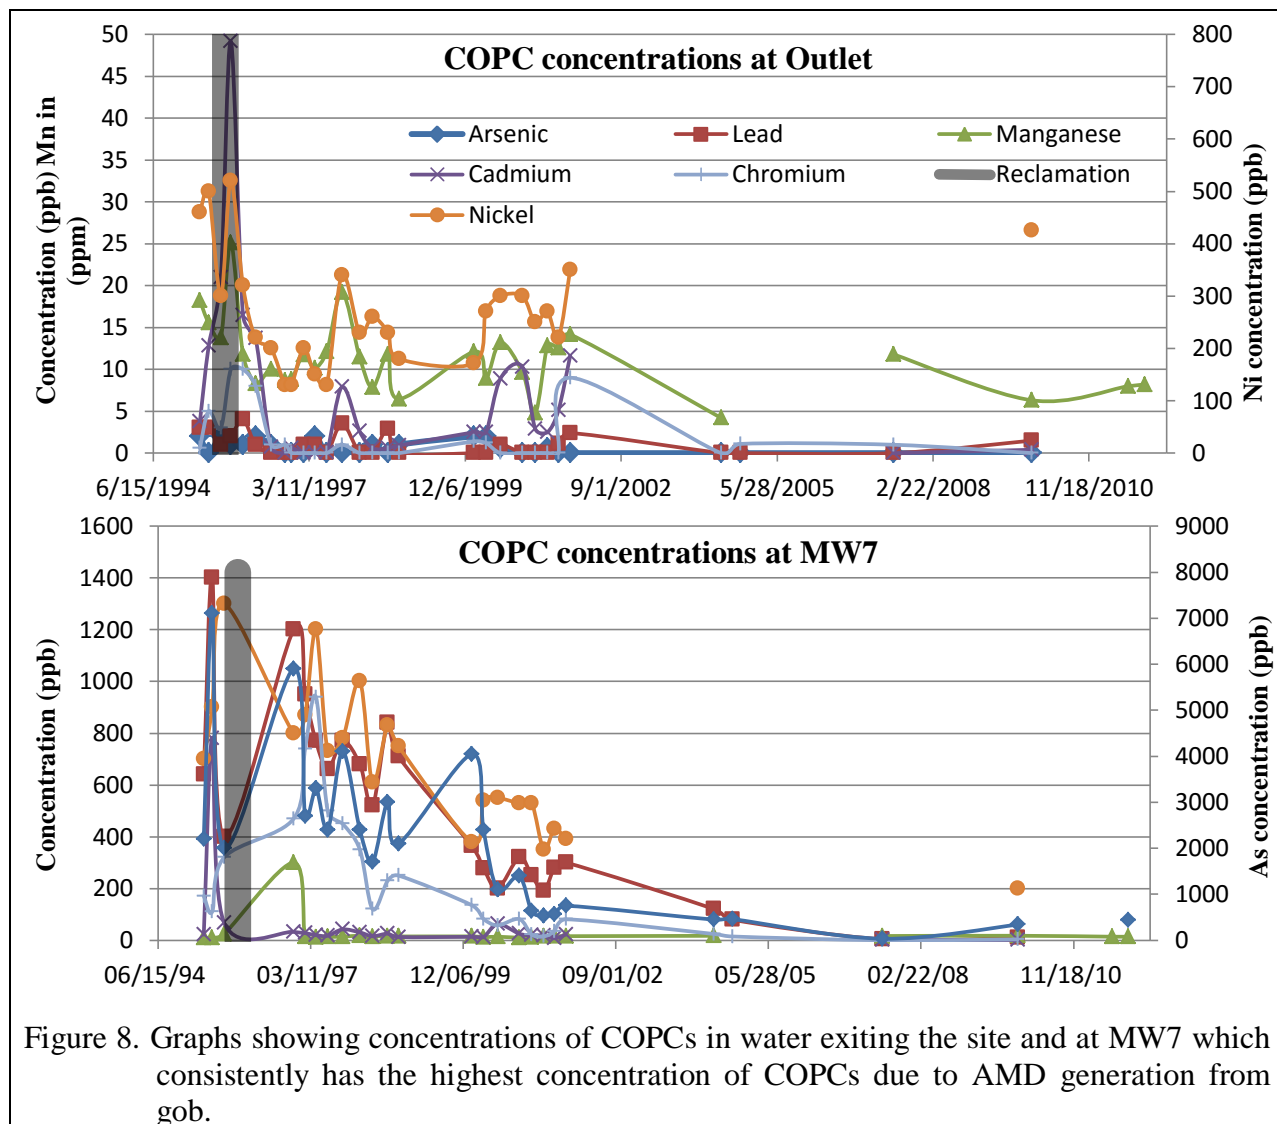 COPC concentrations at Outlet
Concentration (ppb) Mn in
(ppm)
Ni concentration (ppb)
50
45
40
35
30
25
20
15
10
5
0
800
700
600
500
400
300
200
100
0
Arsenic Lead Manganese
Cadmium Chromium Reclamation
Nickel
6/15/1994 3/11/1997 12/6/1999 9/1/2002 5/28/2005 2/22/2008 11/18/2010
COPC concentrations at MW7
Concentration (ppb)
As concentration (ppb)
1600
1400
1200
1000
800
600
400
200
0
9000
8000
7000
6000
5000
4000
3000
2000
1000
0
06/15/94 03/11/97 12/06/99 09/01/02 05/28/05 02/22/08 11/18/10
Figure 8. Graphs showing concentrations of COPCs in water exiting the site and at MW7 which
consistently has the highest concentration of COPCs due to AMD generation from
gob.